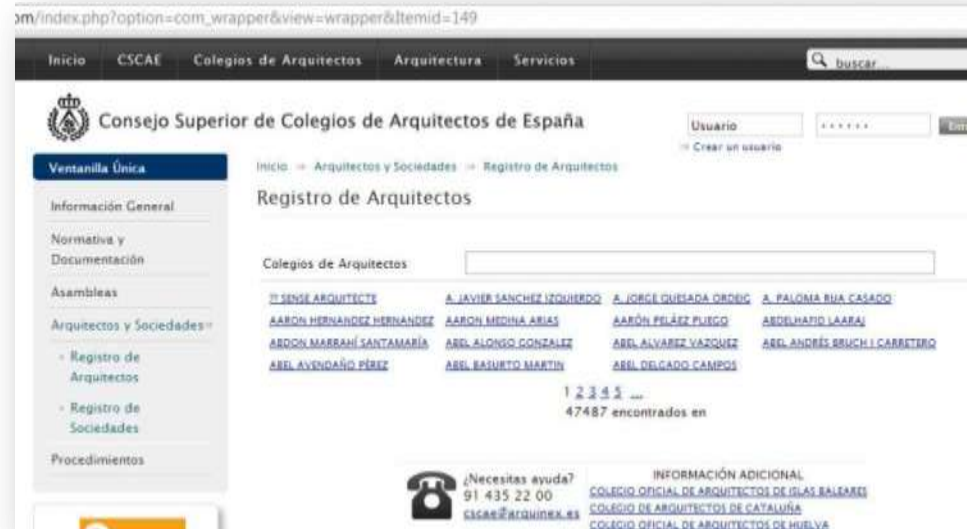 om/index.php?option=com_wrapper&view=wrapper&Itemid=149
Inicio CSCAE Colegios de Arquitectos Arquitectura Servicios buscar...
Consejo Superior de Colegios de Arquitectos de España
Usuario
Crear un usuario
Ventanilla Única
Información General
Normativa y
Documentación
Asambleas
Arquitectos y Sociedades
Registro de
Arquitectos
Registro de
Sociedades
Procedimientos
Inicio Arquitectos y Sociedades Registro de Arquitectos
Registro de Arquitectos
Colegios de Arquitectos
?? SENSE ARQUITECTE A. JAVIER SANCHEZ IZQUIERDO A. JORGE QUESADA ORDEIG A. PALOMA RUA CASADO
AARON HERNANDEZ HERNANDEZ AARON MEDINA ARIAS AARÓN PELÁEZ PUEGO ABDELHAFID LAARAJ
ABDON MARRAHÍ SANTAMARÍA ABEL ALONSO GONZALEZ ABEL ALVAREZ VAZQUEZ ABEL ANDRÉS BRUCH I CARRETERO
ABEL AVENDAÑO PÉREZ ABEL BASURTO MARTIN ABEL DELGADO CAMPOS
1 2 3 4 5 ...
47487 encontrados en
¿Necesitas ayuda?
91 435 22 00
cscae@arquinex.es
INFORMACIÓN ADICIONAL
COLEGIO OFICIAL DE ARQUITECTOS DE ISLAS BALEARES
COLEGIO DE ARQUITECTOS DE CATALUÑA
COLEGIO OFICIAL DE ARQUITECTOS DE HUELVA